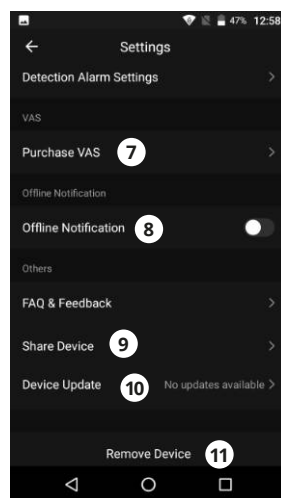 47% 12:58
Settings
Detection Alarm Settings
VAS
Purchase VAS 7
Offline Notification
Offline Notification 8
Others
FAQ & Feedback
Share Device 9
Device Update 10 No updates available
Remove Device 11